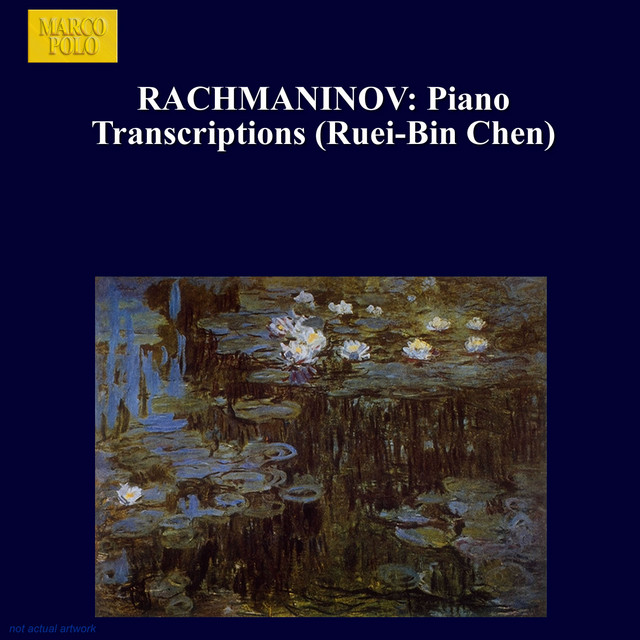 MARCO
POLO
RACHMANINOV: Piano
Transcriptions (Ruei-Bin Chen)
not actual artwork